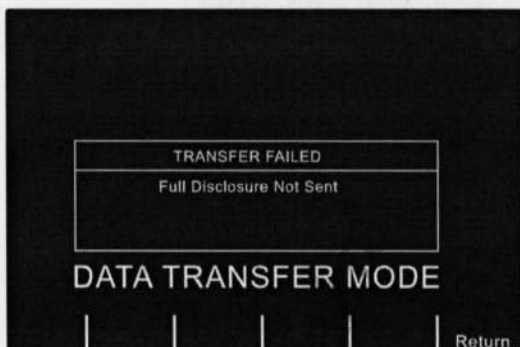 TRANSFER FAILED
Full Disclosure Not Sent
DATA TRANSFER MODE
Return